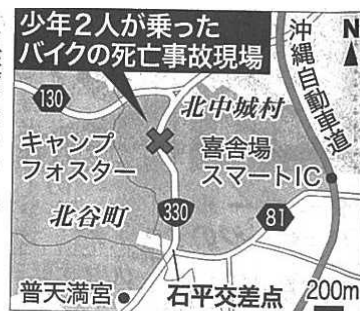 少年2人が乗った
バイクの死亡事故現場
沖縄自動車道
N
130
北中城村
キャンプ
フォスター
喜舎場
スマートIC
北谷町
330
81
普天満宮
石平交差点
200m